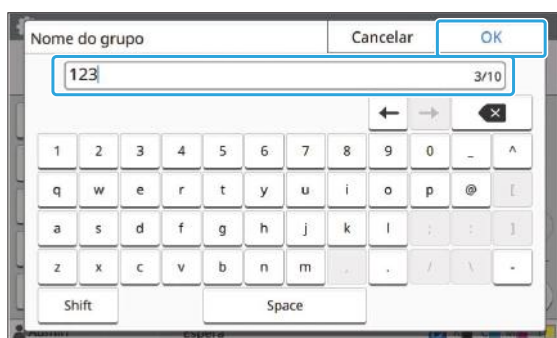 Nome do grupo Cancelar OK
123 3/10
← → ⌫
1 2 3 4 5 6 7 8 9 0 _ ^
q w e r t y u i o p @ [
a s d f g h j k l ; : ]
z x c v b n m , . / \ -
Shift Space
Admin Espera